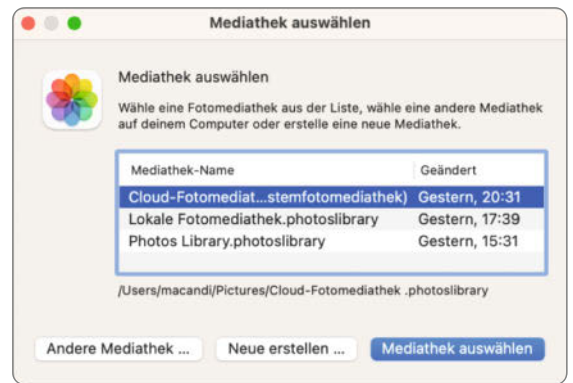 Mediathek auswählen
Mediathek auswählen
Wähle eine Fotomediathek aus der Liste, wähle eine andere Mediathek
auf deinem Computer oder erstelle eine neue Mediathek.
Mediathek-Name Geändert
Cloud-Fotomediat...stemfotomediathek) Gestern, 20:31
Lokale Fotomediathek.photoslibrary Gestern, 17:39
Photos Library.photoslibrary Gestern, 15:31
/Users/macandi/Pictures/Cloud-Fotomediathek .photoslibrary
Andere Mediathek ... Neue erstellen ... Mediathek auswählen